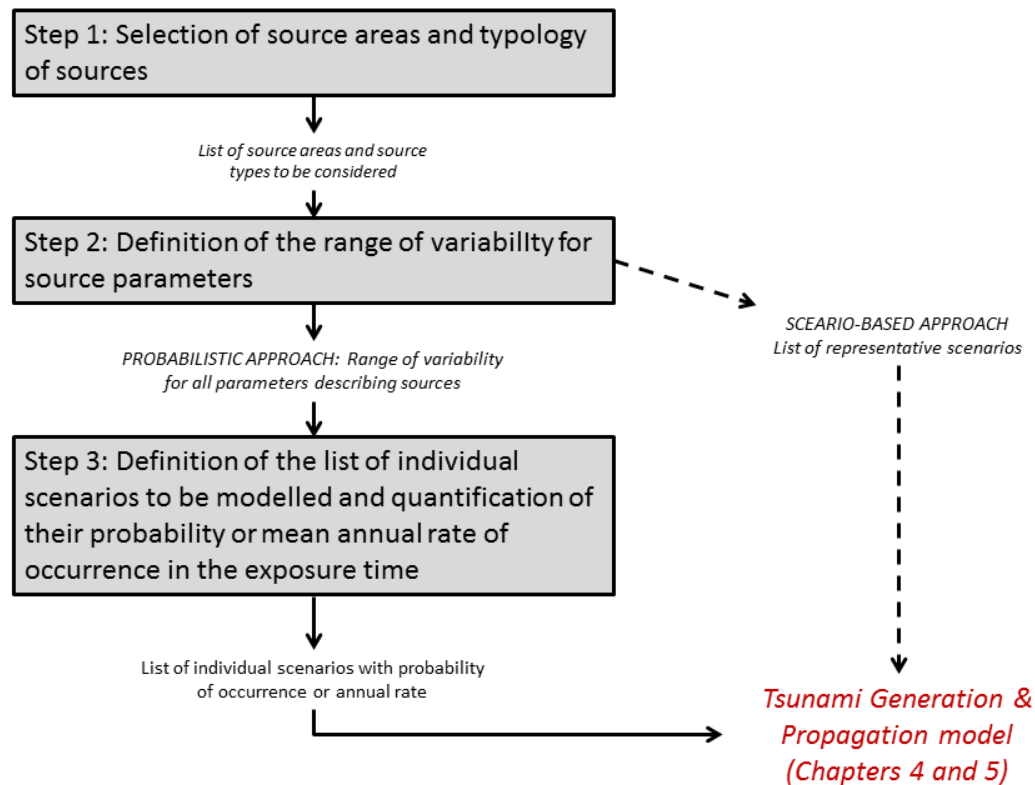 Step 1: Selection of source areas and typology
of sources
List of source areas and source
types to be considered
Step 2: Definition of the range of variabilIty for
source parameters
PROBABILISTIC APPROACH: Range of variability
for all parameters describing sources
SCEARIO-BASED APPROACH
List of representative scenarios
Step 3: Definition of the list of individual
scenarios to be modelled and quantification of
their probability or mean annual rate of
occurrence in the exposure time
List of individual scenarios with probability
of occurrence or annual rate
Tsunami Generation &
Propagation model
(Chapters 4 and 5)